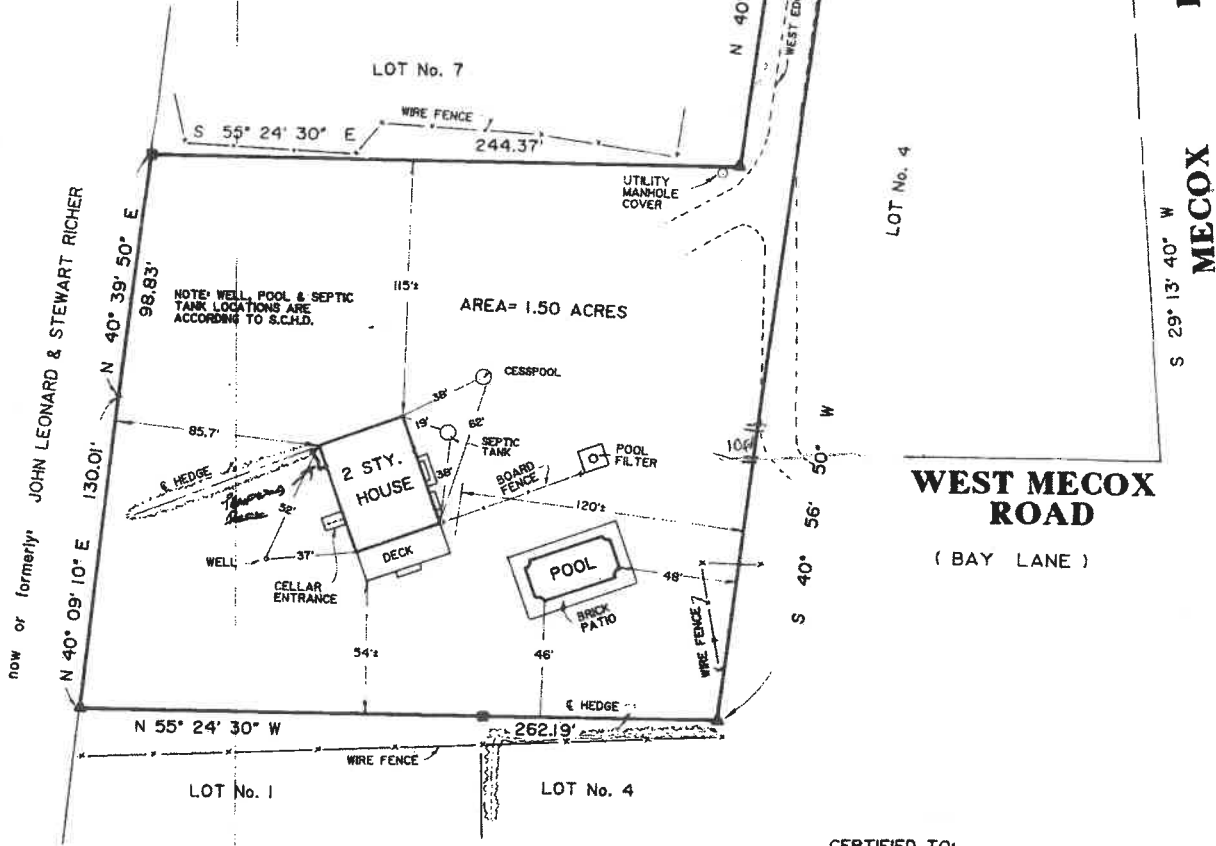 N 40°
LOT No. 7
WIRE FENCE
S 55° 24' 30" E
244.37'
UTILITY
MANHOLE
COVER
LOT No. 4
MECOX
S 29° 13' 40" W
now or formerly: JOHN LEONARD & STEWART RICHER
N 40° 39' 50" E
98.83'
NOTE: WELL, POOL & SEPTIC
TANK LOCATIONS ARE
ACCORDING TO S.C.H.D.
115'±
AREA= 1.50 ACRES
CESSPOOL
38'
19'
62'
SEPTIC
TANK
38'
85.7'
℄ HEDGE
2 STY.
HOUSE
BOARD
FENCE
POOL
FILTER
120'±
N 40° 09' 10" E
130.01'
52'
WELL
37'
CELLAR
ENTRANCE
DECK
POOL
BRICK
PATIO
48'
WIRE FENCE
S 40° 56' 50" W
WEST MECOX
ROAD
( BAY LANE )
54'±
46'
℄ HEDGE
N 55° 24' 30" W
262.19'
WIRE FENCE
LOT No. 1
LOT No. 4
CERTIFIED TO: